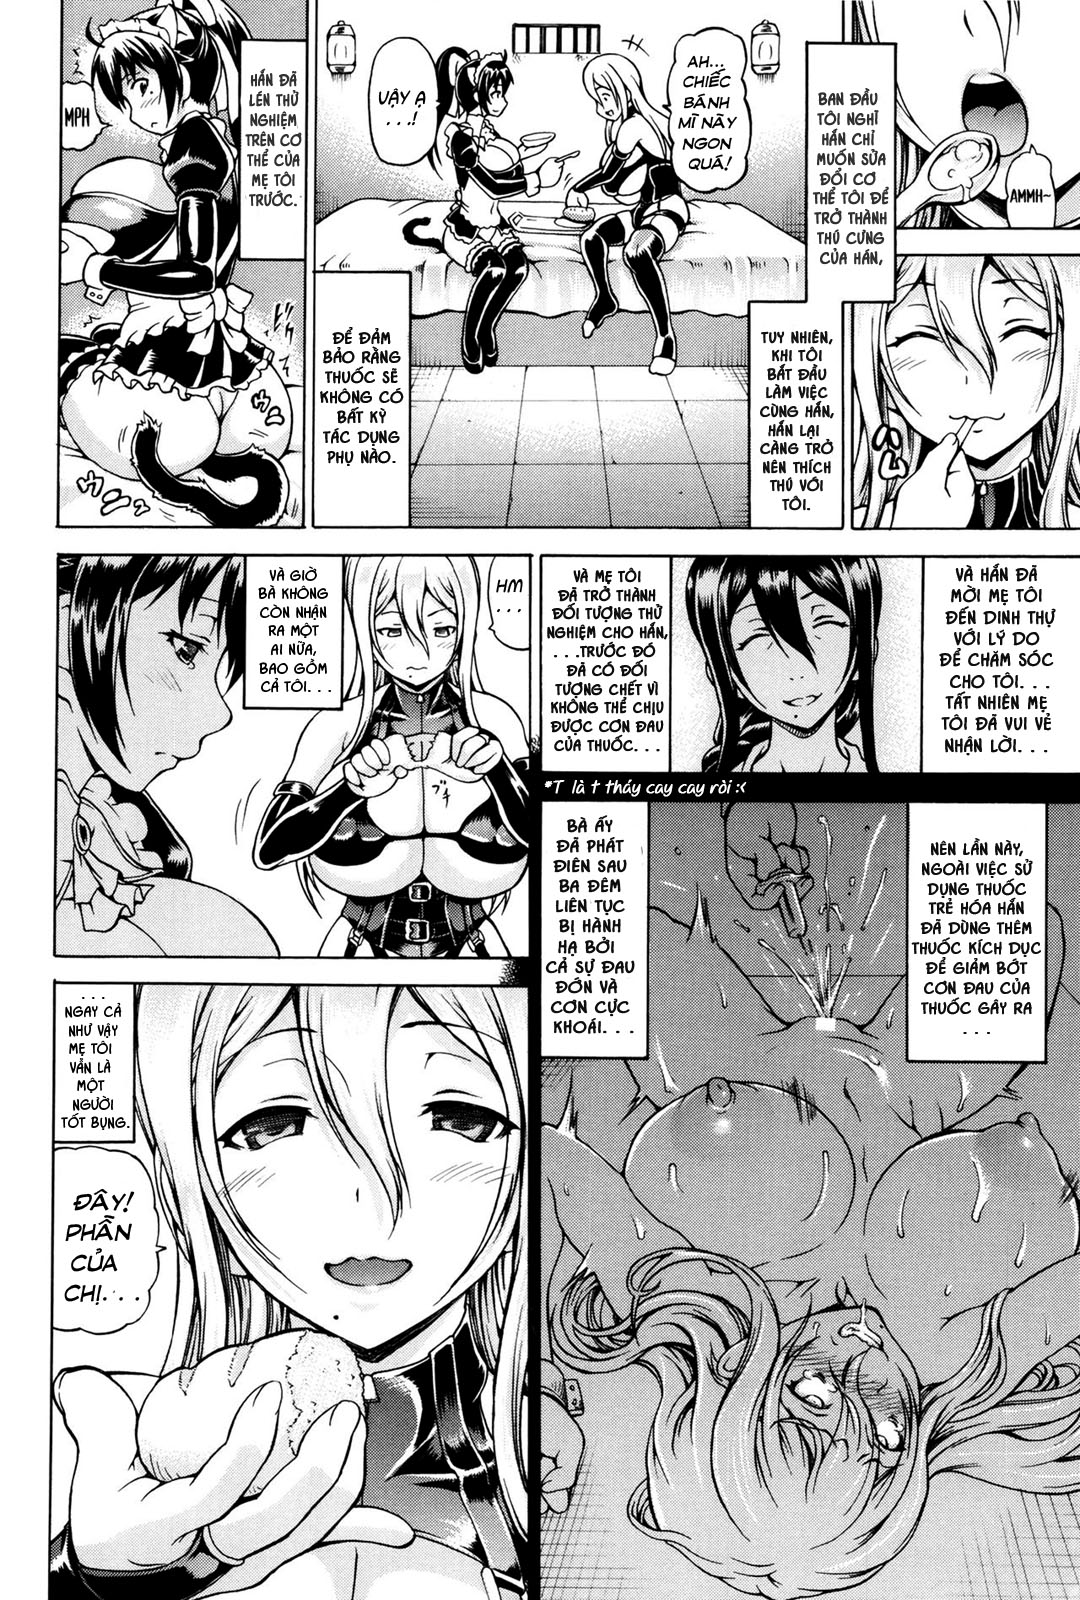 AMMH~
BAN ĐẦU
TÔI NGHĨ
HẮN CHỈ
MUỐN SỬA
ĐỔI CƠ
THỂ TÔI ĐỂ
TRỞ THÀNH
THÚ CƯNG
CỦA HẮN,
TUY NHIÊN,
KHI TÔI
BẮT ĐẦU
LÀM VIỆC
CÙNG HẮN,
HẮN LẠI
CÀNG TRỞ
NÊN THÍCH
THÚ VỚI
TÔI.
AH...
CHIẾC
BÁNH
MÌ NÀY
NGON
QUÁ!
VẬY Ạ
...!
ĐỂ ĐẢM
BẢO RẰNG
THUỐC SẼ
KHÔNG CÓ
BẤT KỲ
TÁC DỤNG
PHỤ NÀO.
HẮN ĐÃ
LÉN THỬ
NGHIỆM
TRÊN CƠ
THỂ CỦA
MẸ TÔI
TRƯỚC.
MPH
VÀ HẮN ĐÃ
MỜI MẸ TÔI
ĐẾN DINH THỰ
VỚI LÝ DO
ĐỂ CHĂM SÓC
CHO TÔI...
TẤT NHIÊN MẸ
TÔI ĐÃ VUI VẺ
NHẬN LỜI...
VÀ MẸ TÔI
ĐÃ TRỞ THÀNH
ĐỐI TƯỢNG THỬ
NGHIỆM CHO HẮN,
...TRƯỚC ĐÓ
ĐÃ CÓ ĐỐI
TƯỢNG CHẾT VÌ
KHÔNG THỂ CHỊU
ĐƯỢC CƠN ĐAU
CỦA THUỐC...
*T là t tháy cay cay ròi :<
NÊN LẦN NÀY,
NGOÀI VIỆC SỬ
DỤNG THUỐC
TRẺ HÓA HẮN
ĐÃ DÙNG THÊM
THUỐC KÍCH DỤC
ĐỂ GIẢM BỚT
CƠN ĐAU CỦA
THUỐC GÂY RA
...
BÀ ẤY
ĐÃ PHÁT
ĐIÊN SAU
BA ĐÊM
LIÊN TỤC
BỊ HÀNH
HẠ BỞI
CẢ SỰ ĐAU
ĐỚN VÀ
CƠN CỰC
KHOÁI...
HM
...
VÀ GIỜ
BÀ KHÔNG
CÒN NHẬN
RA MỘT
AI NỮA,
BAO GỒM
CẢ TÔI...
...
NGAY CẢ
NHƯ VẬY
MẸ TÔI
VẪN LÀ
MỘT
NGƯỜI
TỐT BỤNG.
ĐÂY!
PHẦN
CỦA
CHỊ...